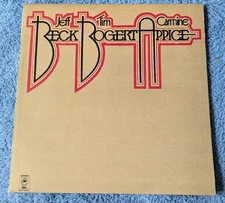 Jeff Tim Carmine
BECK BOGERT APPICE